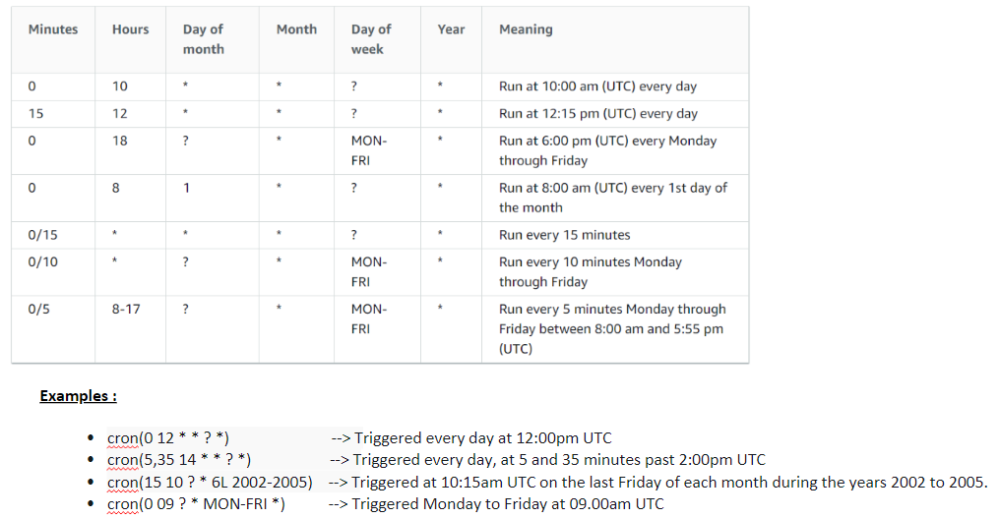 Minutes Hours Day of month Month Day of week Year Meaning
0 10 * * ? * Run at 10:00 am (UTC) every day
15 12 * * ? * Run at 12:15 pm (UTC) every day
0 18 ? * MON-FRI * Run at 6:00 pm (UTC) every Monday through Friday
0 8 1 * ? * Run at 8:00 am (UTC) every 1st day of the month
0/15 * * * ? * Run every 15 minutes
0/10 * ? * MON-FRI * Run every 10 minutes Monday through Friday
0/5 8-17 ? * MON-FRI * Run every 5 minutes Monday through Friday between 8:00 am and 5:55 pm (UTC)
Examples :
• cron(0 12 * * ? *) --> Triggered every day at 12:00pm UTC
• cron(5,35 14 * * ? *) --> Triggered every day, at 5 and 35 minutes past 2:00pm UTC
• cron(15 10 ? * 6L 2002-2005) --> Triggered at 10:15am UTC on the last Friday of each month during the years 2002 to 2005.
• cron(0 09 ? * MON-FRI *) --> Triggered Monday to Friday at 09.00am UTC